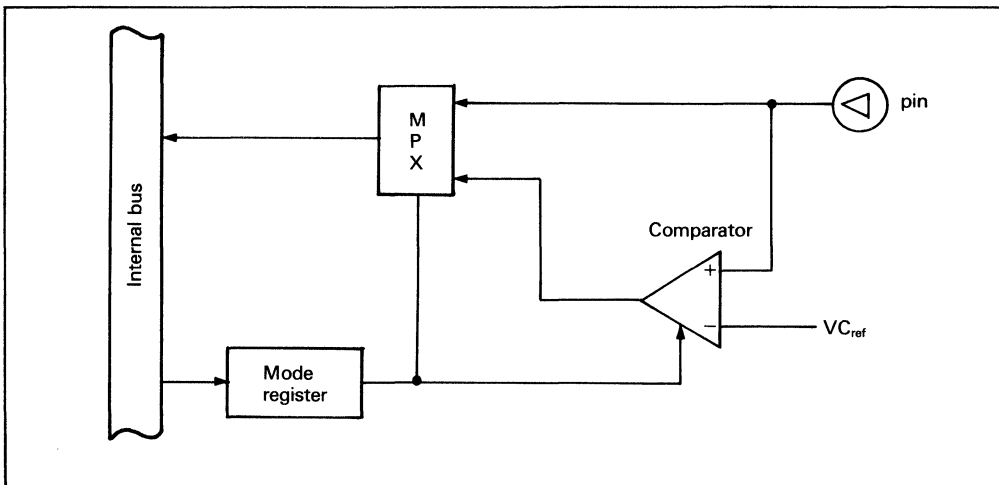 M
P
X
pin
Internal bus
Comparator
+
−
VCref
Mode
register